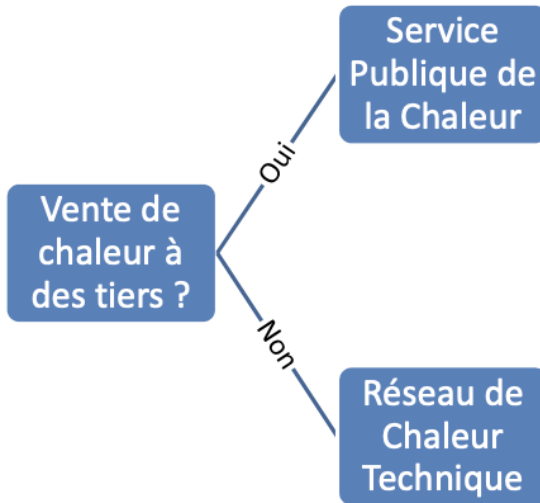 Service
Publique de
la Chaleur
Oui
Vente de
chaleur à
des tiers ?
Non
Réseau de
Chaleur
Technique